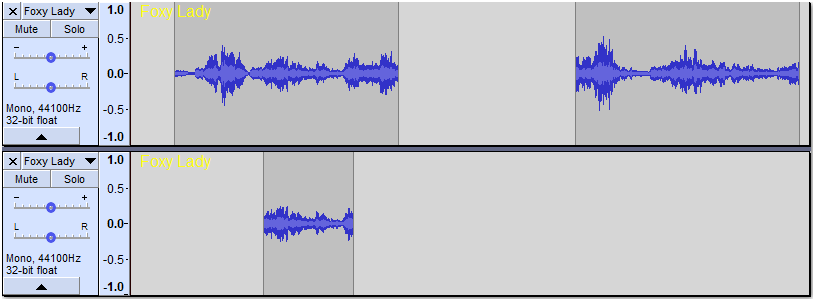 × Foxy Lady ▼
Mute Solo
- +
L R
Mono, 44100Hz
32-bit float
1.0
0.5
0.0-
-0.5-
-1.0
Foxy Lady
× Foxy Lady ▼
Mute Solo
- +
L R
Mono, 44100Hz
32-bit float
1.0
0.5
0.0-
-0.5-
-1.0
Foxy Lady